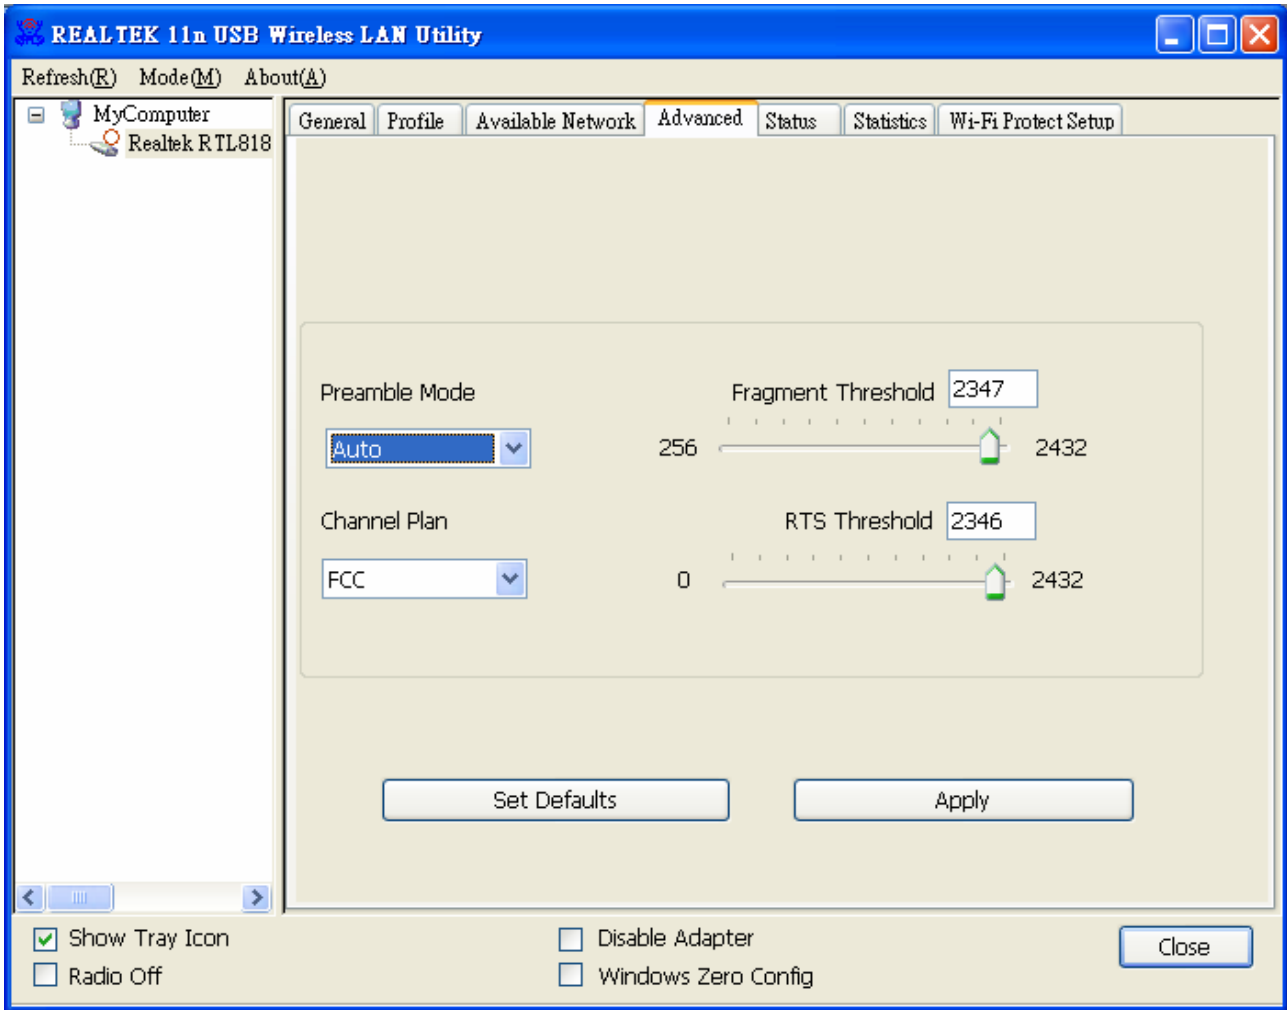 REALTEK 11n USB Wireless LAN Utility
Refresh(R) Mode(M) About(A)
MyComputer
Realtek RTL818
General Profile Available Network Advanced Status Statistics Wi-Fi Protect Setup
Preamble Mode
Auto
Fragment Threshold 2347
256 2432
Channel Plan
FCC
RTS Threshold 2346
0 2432
Set Defaults Apply
Show Tray Icon Disable Adapter
Radio Off Windows Zero Config
Close